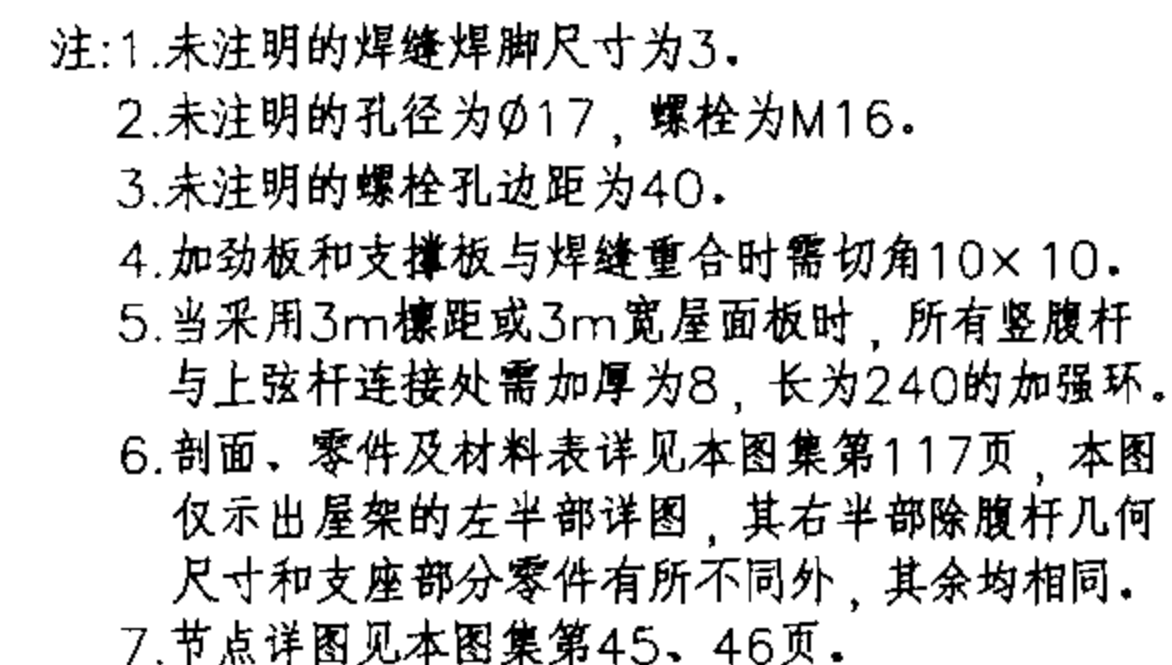 注:1.未注明的焊缝焊脚尺寸为3。
2.未注明的孔径为Ø17，螺栓为M16。
3.未注明的螺栓孔边距为40。
4.加劲板和支撑板与焊缝重合时需切角10×10。
5.当采用3m檩距或3m宽屋面板时，所有竖腹杆
与上弦杆连接处需加厚为8，长为240的加强环。
6.剖面、零件及材料表详见本图集第117页，本图
仅示出屋架的左半部详图，其右半部除腹杆几何
尺寸和支座部分零件有所不同外，其余均相同。
7.节点详图见本图集第45、46页。